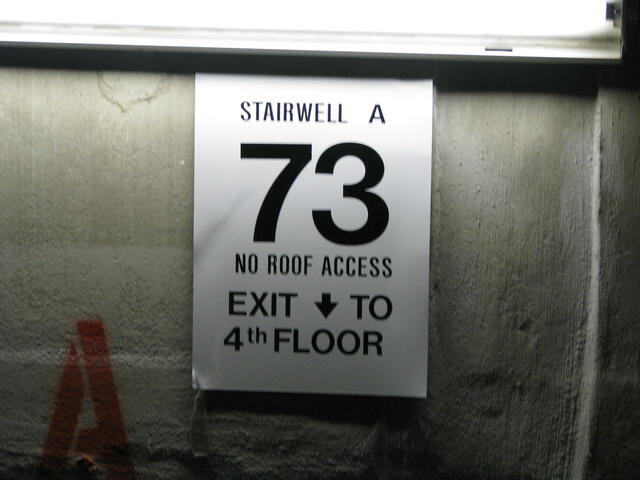 STAIRWELL A
73
NO ROOF ACCESS
EXIT ↓ TO
4th FLOOR
A